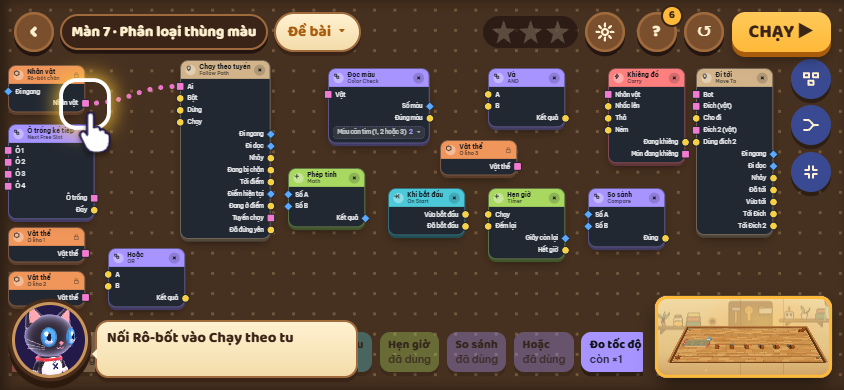 Màn 7 · Phân loại thùng màu
Đề bài
?
6
CHẠY
Nhân vật
Rô-bốt chân
Đi ngang
Nhân vật
Ô trống kế tiếp
Next Free Slot
Ô 1
Ô 2
Ô 3
Ô 4
Ô trống
Đầy
Vật thể
Ô kho 1
Vật thể
Vật thể
Ô kho 2
Vật thể
Hoặc
OR
A
B
Kết quả
Chạy theo tuyến
Follow Path
Ai
Bật
Dừng
Chạy
Đi ngang
Đi dọc
Nhảy
Đang bị chặn
Tới điểm
Điểm hiện tại
Đang ở điểm
Tuyến chạy
Đã đứng yên
Phép tính
Math
Số A
Số B
Kết quả
Đọc màu
Color Check
Vật
Số màu
Đúng màu
Màu cần tìm (1, 2 hoặc 3) 2
Vật thể
Ô kho 3
Vật thể
Khi bắt đầu
On Start
Vừa bắt đầu
Đã bắt đầu
Và
AND
A
B
Kết quả
Hẹn giờ
Timer
Chạy
Đếm lại
Giây còn lại
Hết giờ
So sánh
Compare
Số A
Số B
Đúng
Khiêng đồ
Carry
Nhân vật
Nhấc lên
Thả
Ném
Đang khiêng
Món đang khiêng
Đi tới
Move To
Bot
Đích (vật)
Cho đi
Đích 2 (vật)
Dùng đích 2
Đi ngang
Đi dọc
Nhảy
Đã tới
Vừa tới
Tới Đích
Tới Đích 2
Nối Rô-bốt vào Chạy theo tu
Hẹn giờ
đã dùng
So sánh
đã dùng
Hoặc
đã dùng
Đo tốc độ
còn ×1